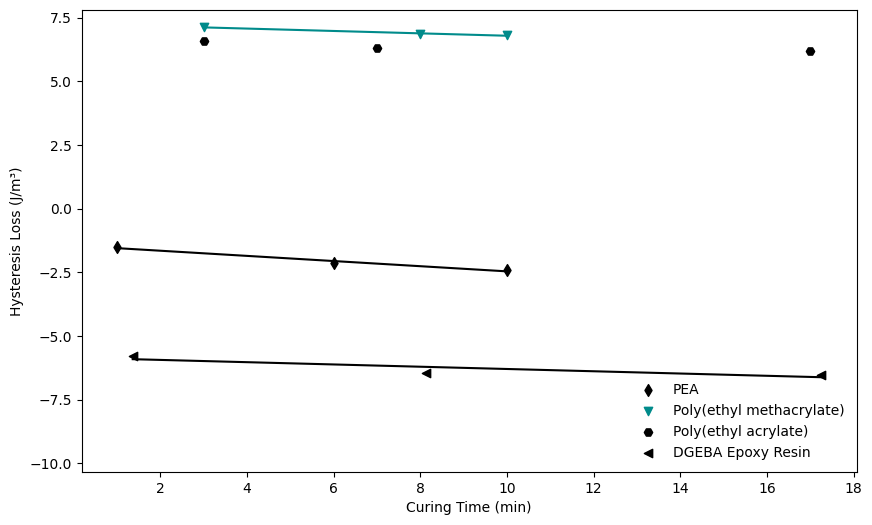 7.5
5.0
2.5
0.0
−2.5
−5.0
−7.5
−10.0
Hysteresis Loss (J/m³)
2
4
6
8
10
12
14
16
18
Curing Time (min)
PEA
Poly(ethyl methacrylate)
Poly(ethyl acrylate)
DGEBA Epoxy Resin